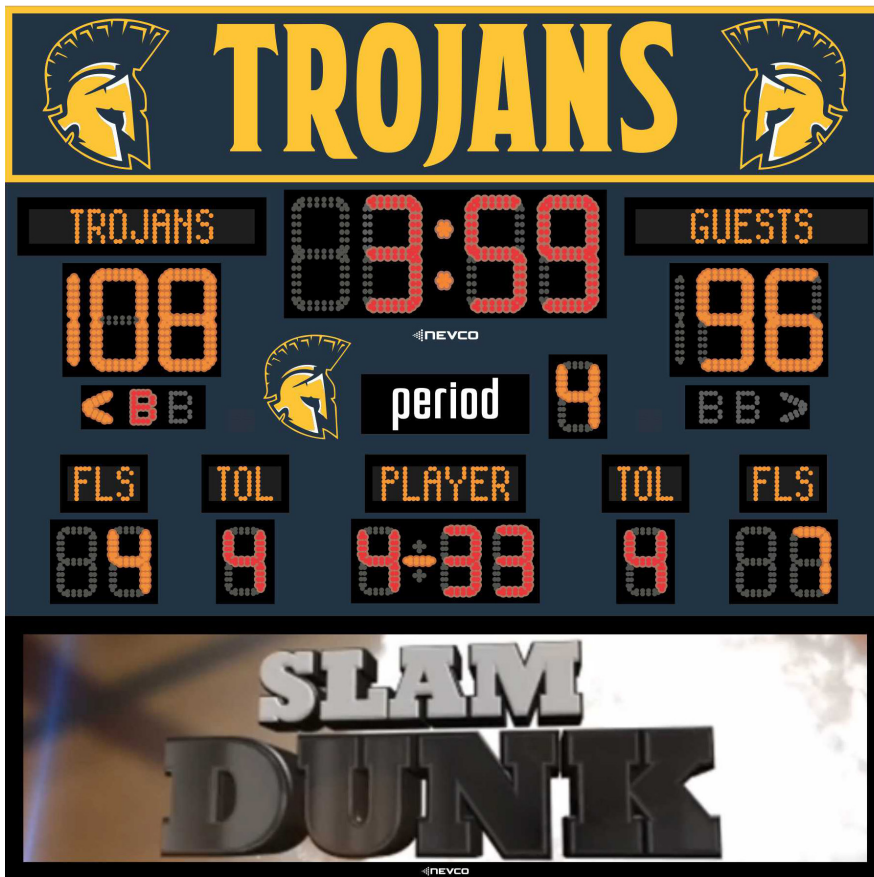 TROJANS
TROJANS 3:59 GUESTS
108 96
NEVCO
< B B period 4 B B >
FLS TOL PLAYER TOL FLS
4 4 4-33 4 7
SLAM
DUNK
NEVCO